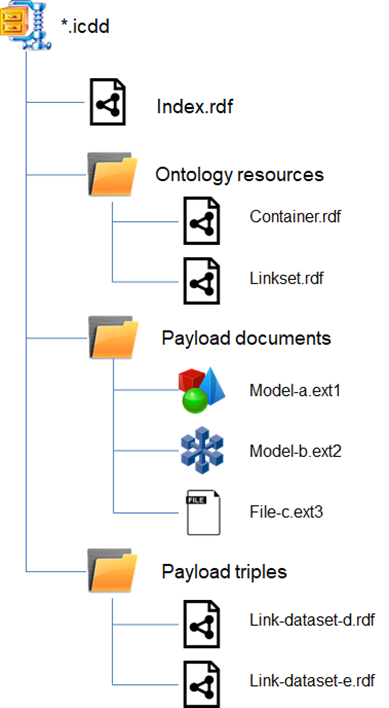 *.icdd
Index.rdf
Ontology resources
Container.rdf
Linkset.rdf
Payload documents
Model-a.ext1
Model-b.ext2
FILE
File-c.ext3
Payload triples
Link-dataset-d.rdf
Link-dataset-e.rdf